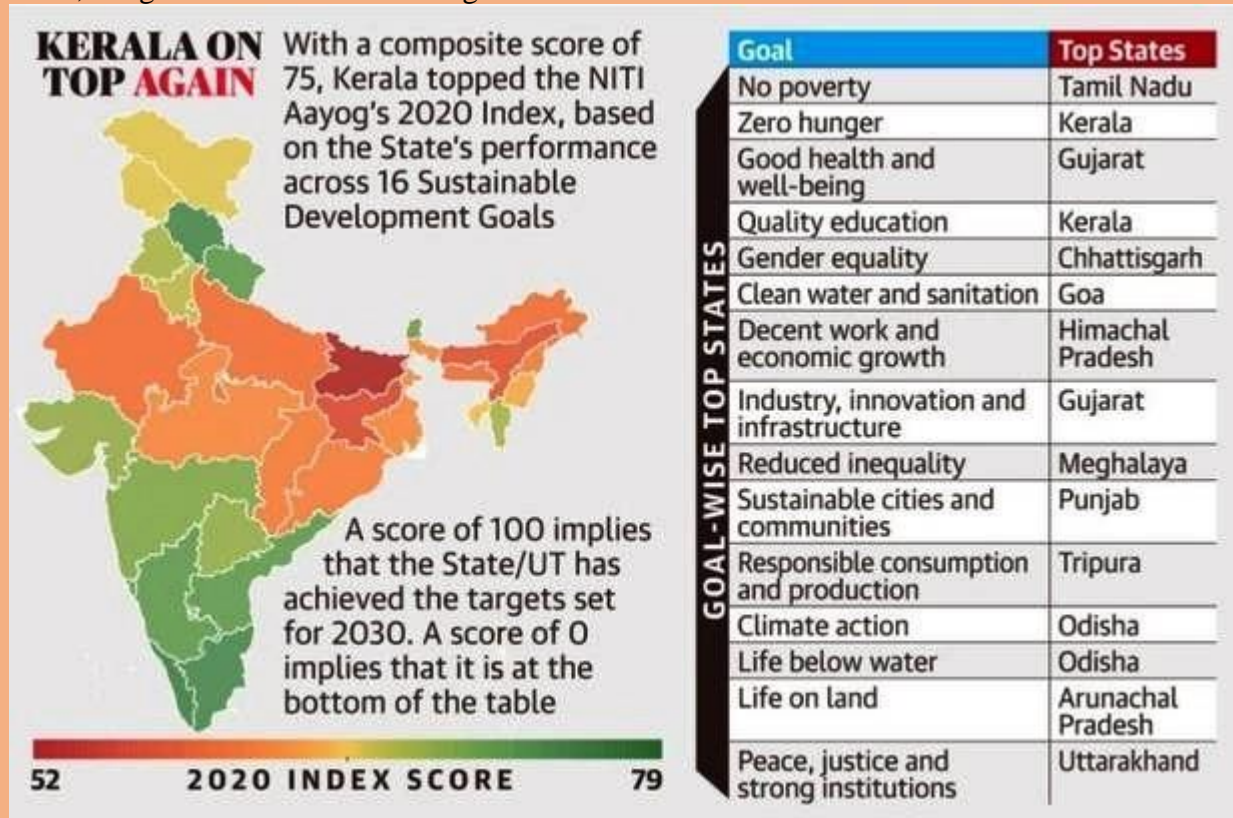 KERALA ON
TOP AGAIN
With a composite score of
75, Kerala topped the NITI
Aayog's 2020 Index, based
on the State's performance
across 16 Sustainable
Development Goals
A score of 100 implies
that the State/UT has
achieved the targets set
for 2030. A score of 0
implies that it is at the
bottom of the table
52 2020 INDEX SCORE 79
GOAL-WISE TOP STATES
Goal Top States
No poverty Tamil Nadu
Zero hunger Kerala
Good health and Gujarat
well-being
Quality education Kerala
Gender equality Chhattisgarh
Clean water and sanitation Goa
Decent work and Himachal
economic growth Pradesh
Industry, innovation and Gujarat
infrastructure
Reduced inequality Meghalaya
Sustainable cities and Punjab
communities
Responsible consumption Tripura
and production
Climate action Odisha
Life below water Odisha
Life on land Arunachal
Pradesh
Peace, justice and Uttarakhand
strong institutions